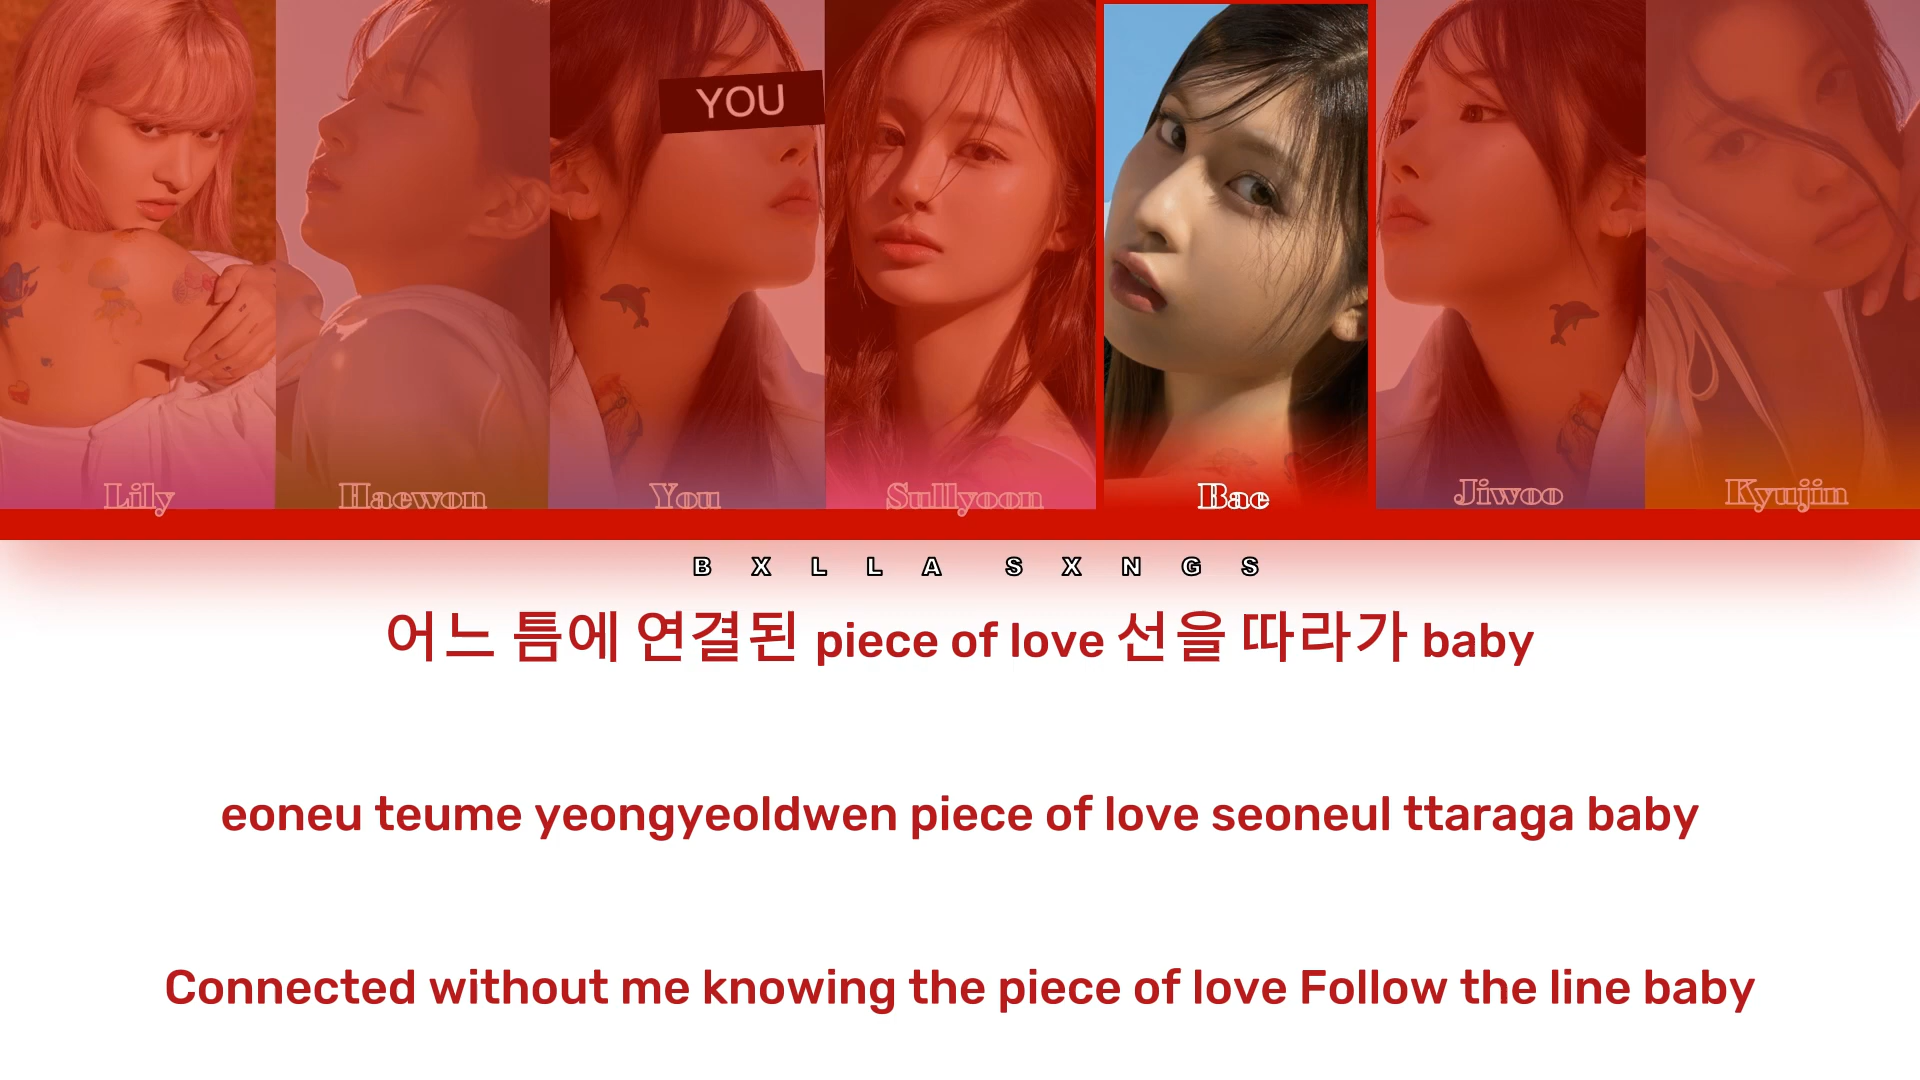 YOU
Lily Haewon You Sullyoon Bae Jiwoo Kyujin
BXLLA SXNGS
어느 틈에 연결된 piece of love 선을 따라가 baby
eoneu teume yeongyeoldwen piece of love seoneul ttaraga baby
Connected without me knowing the piece of love Follow the line baby